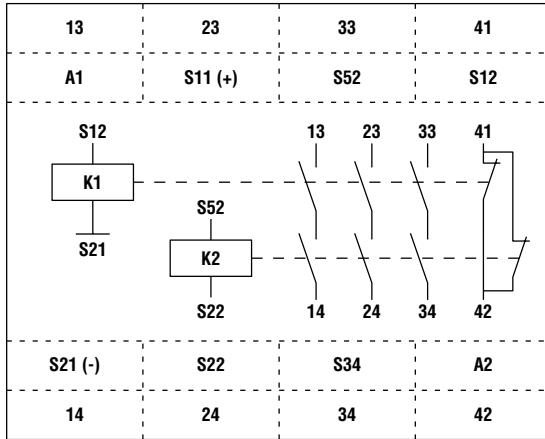 13 23 33 41
A1 S11 (+) S52 S12
S12 13 23 33 41
K1
S52
S21
K2
S22 14 24 34 42
S21 (-) S22 S34 A2
14 24 34 42